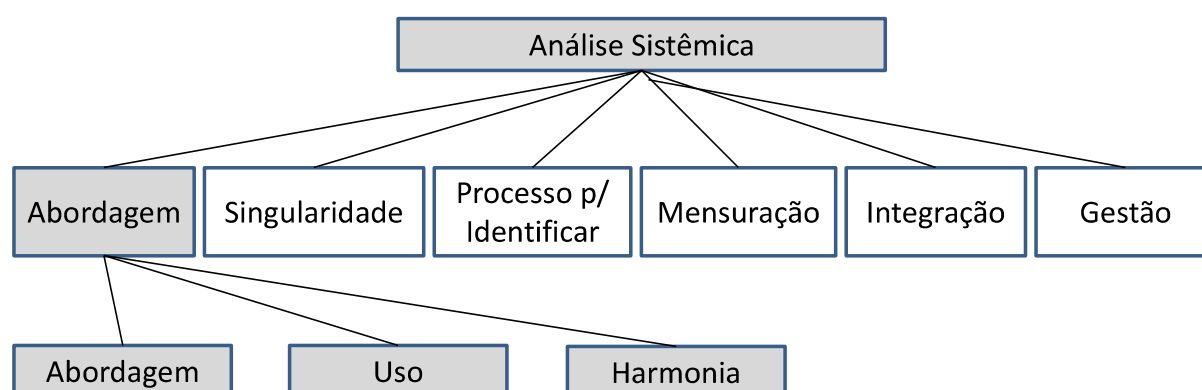 Análise Sistêmica
Abordagem
Singularidade
Processo p/
Identificar
Mensuração
Integração
Gestão
Abordagem
Uso
Harmonia